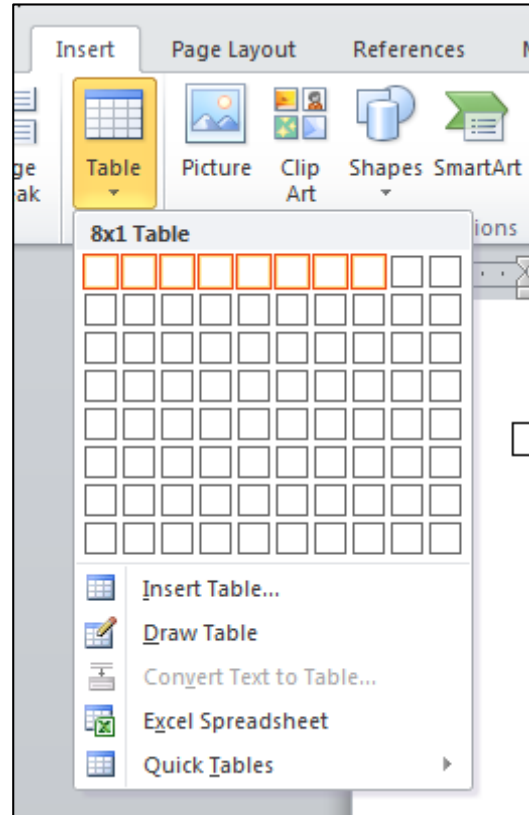 Insert Page Layout References
ge
ak
Table Picture Clip Art Shapes SmartArt
ions
8x1 Table
Insert Table...
Draw Table
Convert Text to Table...
Excel Spreadsheet
Quick Tables